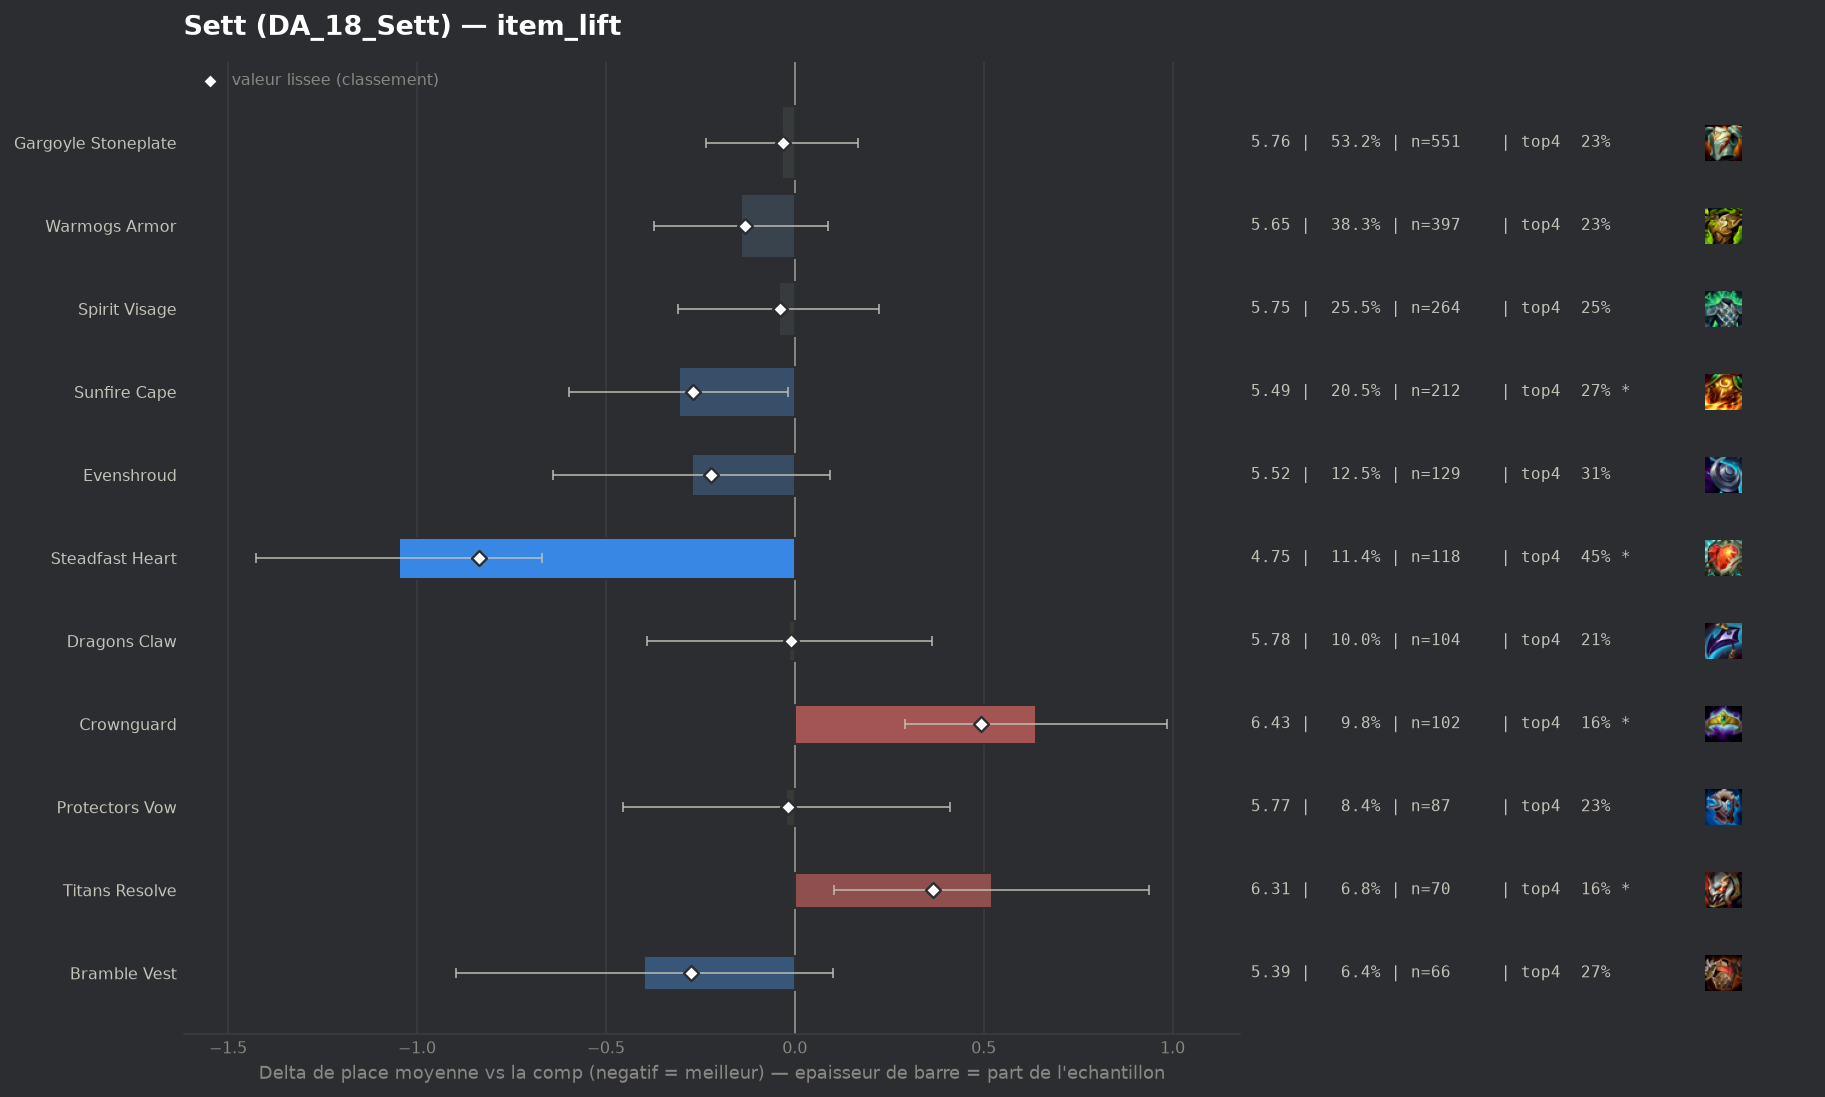 Sett (DA_18_Sett) — item_lift
valeur lissee (classement)
Gargoyle Stoneplate 5.76 | 53.2% | n=551 | top4 23%
Warmogs Armor 5.65 | 38.3% | n=397 | top4 23%
Spirit Visage 5.75 | 25.5% | n=264 | top4 25%
Sunfire Cape 5.49 | 20.5% | n=212 | top4 27% *
Evenshroud 5.52 | 12.5% | n=129 | top4 31%
Steadfast Heart 4.75 | 11.4% | n=118 | top4 45% *
Dragons Claw 5.78 | 10.0% | n=104 | top4 21%
Crownguard 6.43 | 9.8% | n=102 | top4 16% *
Protectors Vow 5.77 | 8.4% | n=87 | top4 23%
Titans Resolve 6.31 | 6.8% | n=70 | top4 16% *
Bramble Vest 5.39 | 6.4% | n=66 | top4 27%
−1.5 −1.0 −0.5 0.0 0.5 1.0
Delta de place moyenne vs la comp (negatif = meilleur) — epaisseur de barre = part de l'echantillon